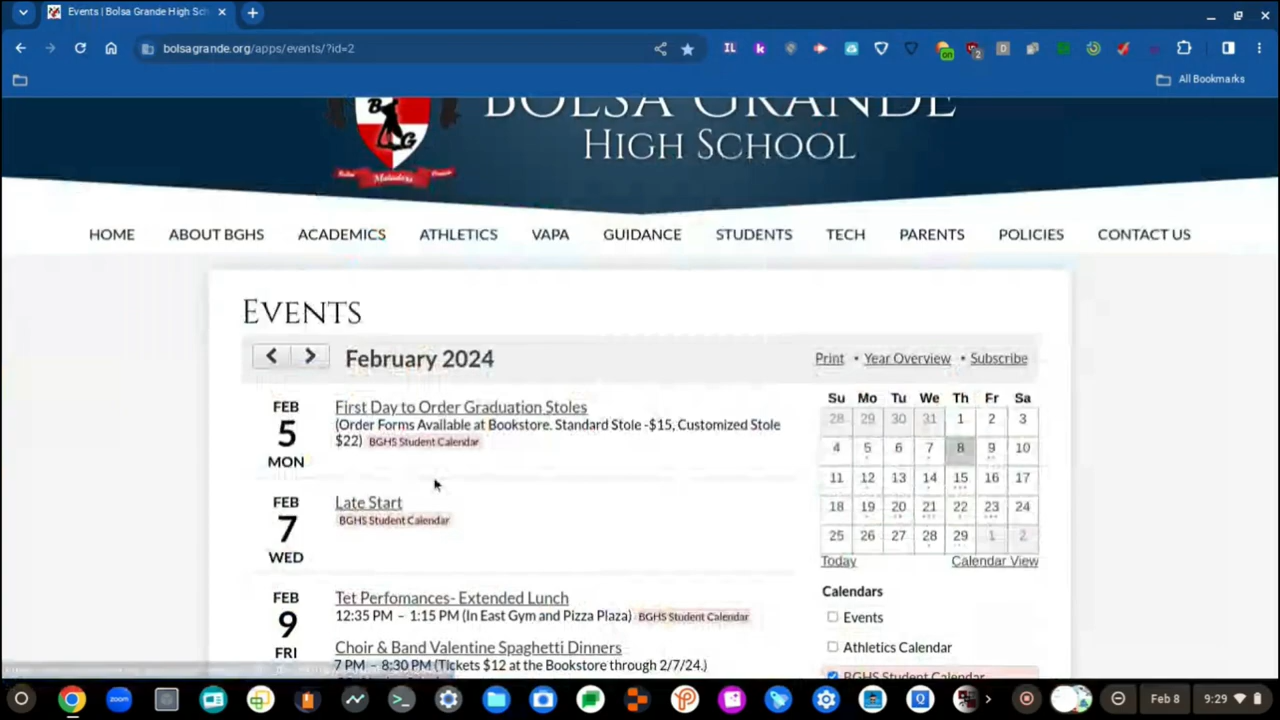 Events | Bolsa Grande High Sch
bolsagrande.org/apps/events/?id=2
All Bookmarks
BOLSA GRANDE
HIGH SCHOOL
HOME ABOUT BGHS ACADEMICS ATHLETICS VAPA GUIDANCE STUDENTS TECH PARENTS POLICIES CONTACT US
EVENTS
February 2024
Print • Year Overview • Subscribe
FEB
5
MON
First Day to Order Graduation Stoles
(Order Forms Available at Bookstore. Standard Stole -$15, Customized Stole
$22) BGHS Student Calendar
FEB
7
WED
Late Start
BGHS Student Calendar
FEB
9
FRI
Tet Perfomances- Extended Lunch
12:35 PM – 1:15 PM (In East Gym and Pizza Plaza) BGHS Student Calendar
Choir & Band Valentine Spaghetti Dinners
7 PM – 8:30 PM (Tickets $12 at the Bookstore through 2/7/24.)
Su Mo Tu We Th Fr Sa
28 29 30 31 1 2 3
4 5 6 7 8 9 10
11 12 13 14 15 16 17
18 19 20 21 22 23 24
25 26 27 28 29 1 2
Today Calendar View
Calendars
Events
Athletics Calendar
BGHS Student Calendar
Feb 8 9:29